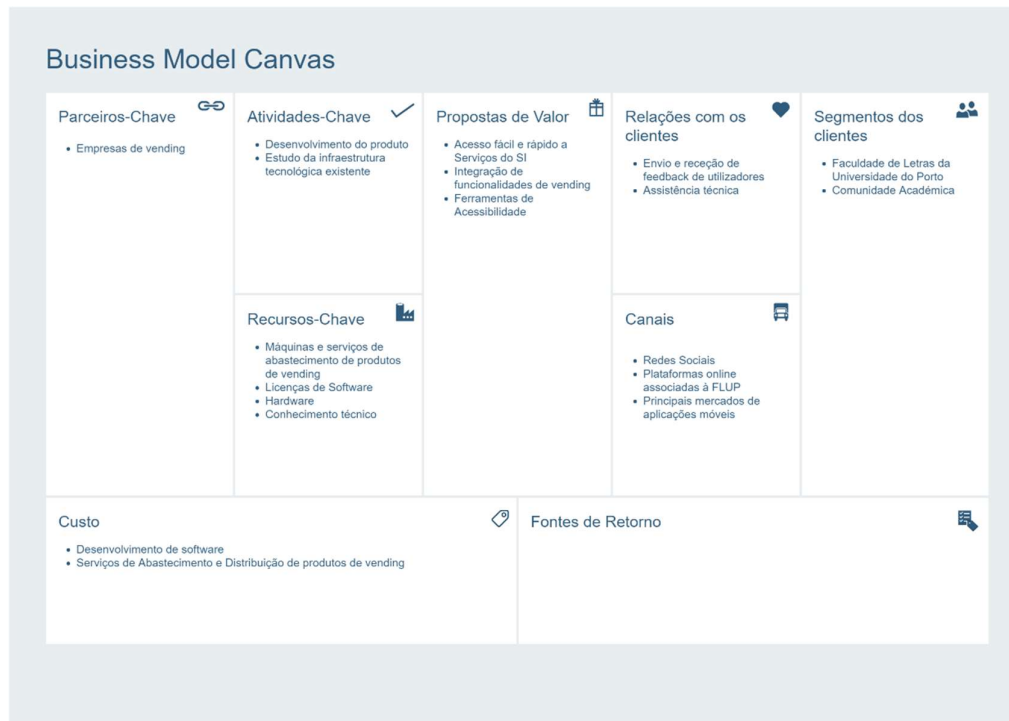 Business Model Canvas
Parceiros-Chave
• Empresas de vending
Atividades-Chave
• Desenvolvimento do produto
• Estudo da infraestrutura
tecnológica existente
Recursos-Chave
• Máquinas e serviços de
abastecimento de produtos
de vending
• Licenças de Software
• Hardware
• Conhecimento técnico
Propostas de Valor
• Acesso fácil e rápido a
Serviços do SI
• Integração de
funcionalidades de vending
• Ferramentas de
Acessibilidade
Relações com os
clientes
• Envio e receção de
feedback de utilizadores
• Assistência técnica
Canais
• Redes Sociais
• Plataformas online
associadas à FLUP
• Principais mercados de
aplicações móveis
Segmentos dos
clientes
• Faculdade de Letras da
Universidade do Porto
• Comunidade Académica
Custo
• Desenvolvimento de software
• Serviços de Abastecimento e Distribuição de produtos de vending
Fontes de Retorno